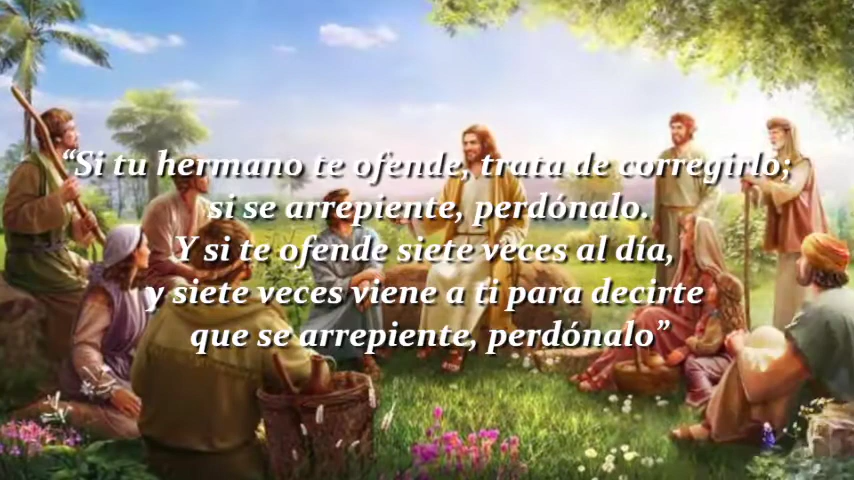 “Si tu hermano te ofende, trata de corregirlo;
si se arrepiente, perdónalo.
Y si te ofende siete veces al día,
y siete veces viene a ti para decirte
que se arrepiente, perdónalo”